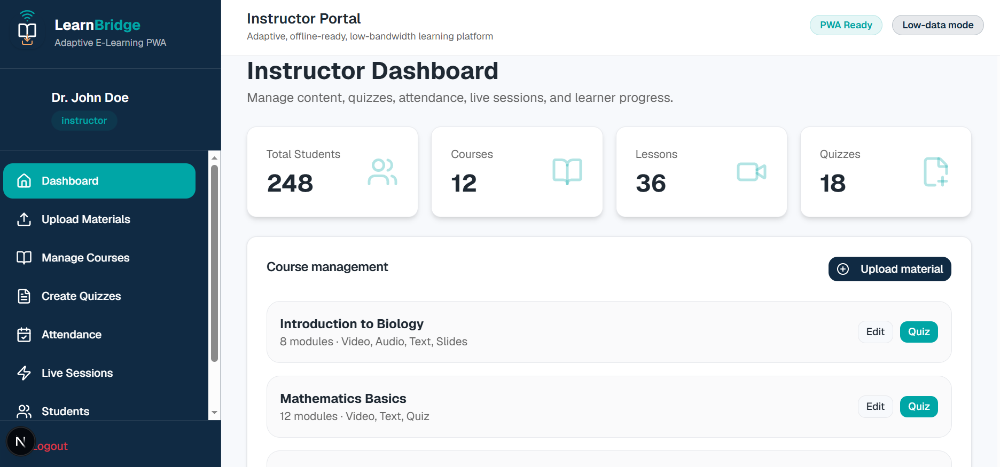 LearnBridge
Adaptive E-Learning PWA
Dr. John Doe
instructor
Dashboard
Upload Materials
Manage Courses
Create Quizzes
Attendance
Live Sessions
Students
N
Logout
Instructor Portal
Adaptive, offline-ready, low-bandwidth learning platform
PWA Ready
Low-data mode
Instructor Dashboard
Manage content, quizzes, attendance, live sessions, and learner progress.
Total Students
248
Courses
12
Lessons
36
Quizzes
18
Course management
Upload material
Introduction to Biology
8 modules · Video, Audio, Text, Slides
Edit
Quiz
Mathematics Basics
12 modules · Video, Text, Quiz
Edit
Quiz